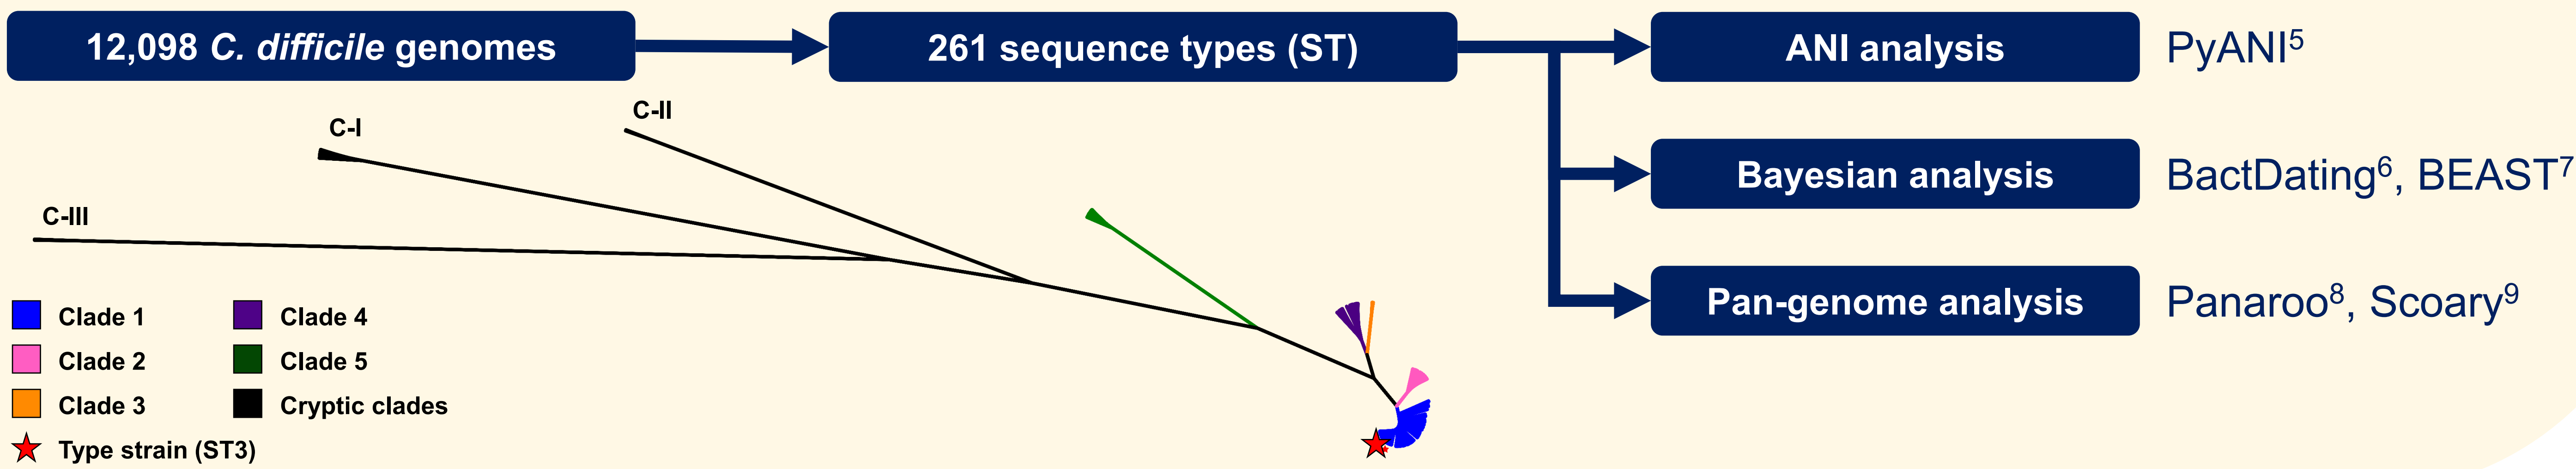 12,098 C. difficile genomes
261 sequence types (ST)
ANI analysis
PyANI⁵
Bayesian analysis
BactDating⁶, BEAST⁷
Pan-genome analysis
Panaroo⁸, Scoary⁹
C-I
C-II
C-III
Clade 1
Clade 2
Clade 3
Type strain (ST3)
Clade 4
Clade 5
Cryptic clades